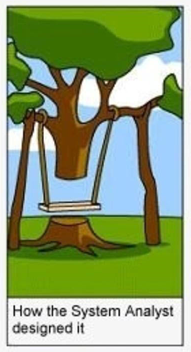 How the System Analyst
designed it